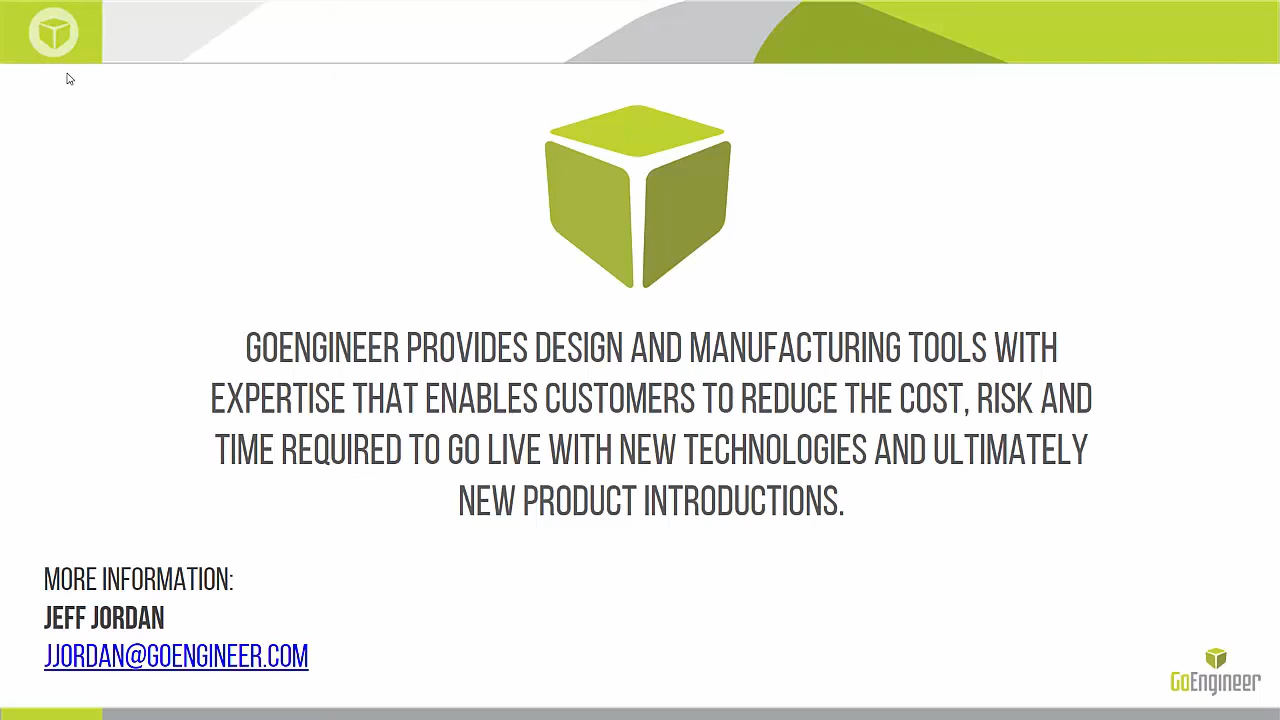 GOENGINEER PROVIDES DESIGN AND MANUFACTURING TOOLS WITH
EXPERTISE THAT ENABLES CUSTOMERS TO REDUCE THE COST, RISK AND
TIME REQUIRED TO GO LIVE WITH NEW TECHNOLOGIES AND ULTIMATELY
NEW PRODUCT INTRODUCTIONS.
MORE INFORMATION:
JEFF JORDAN
JJORDAN@GOENGINEER.COM
GoEngineer